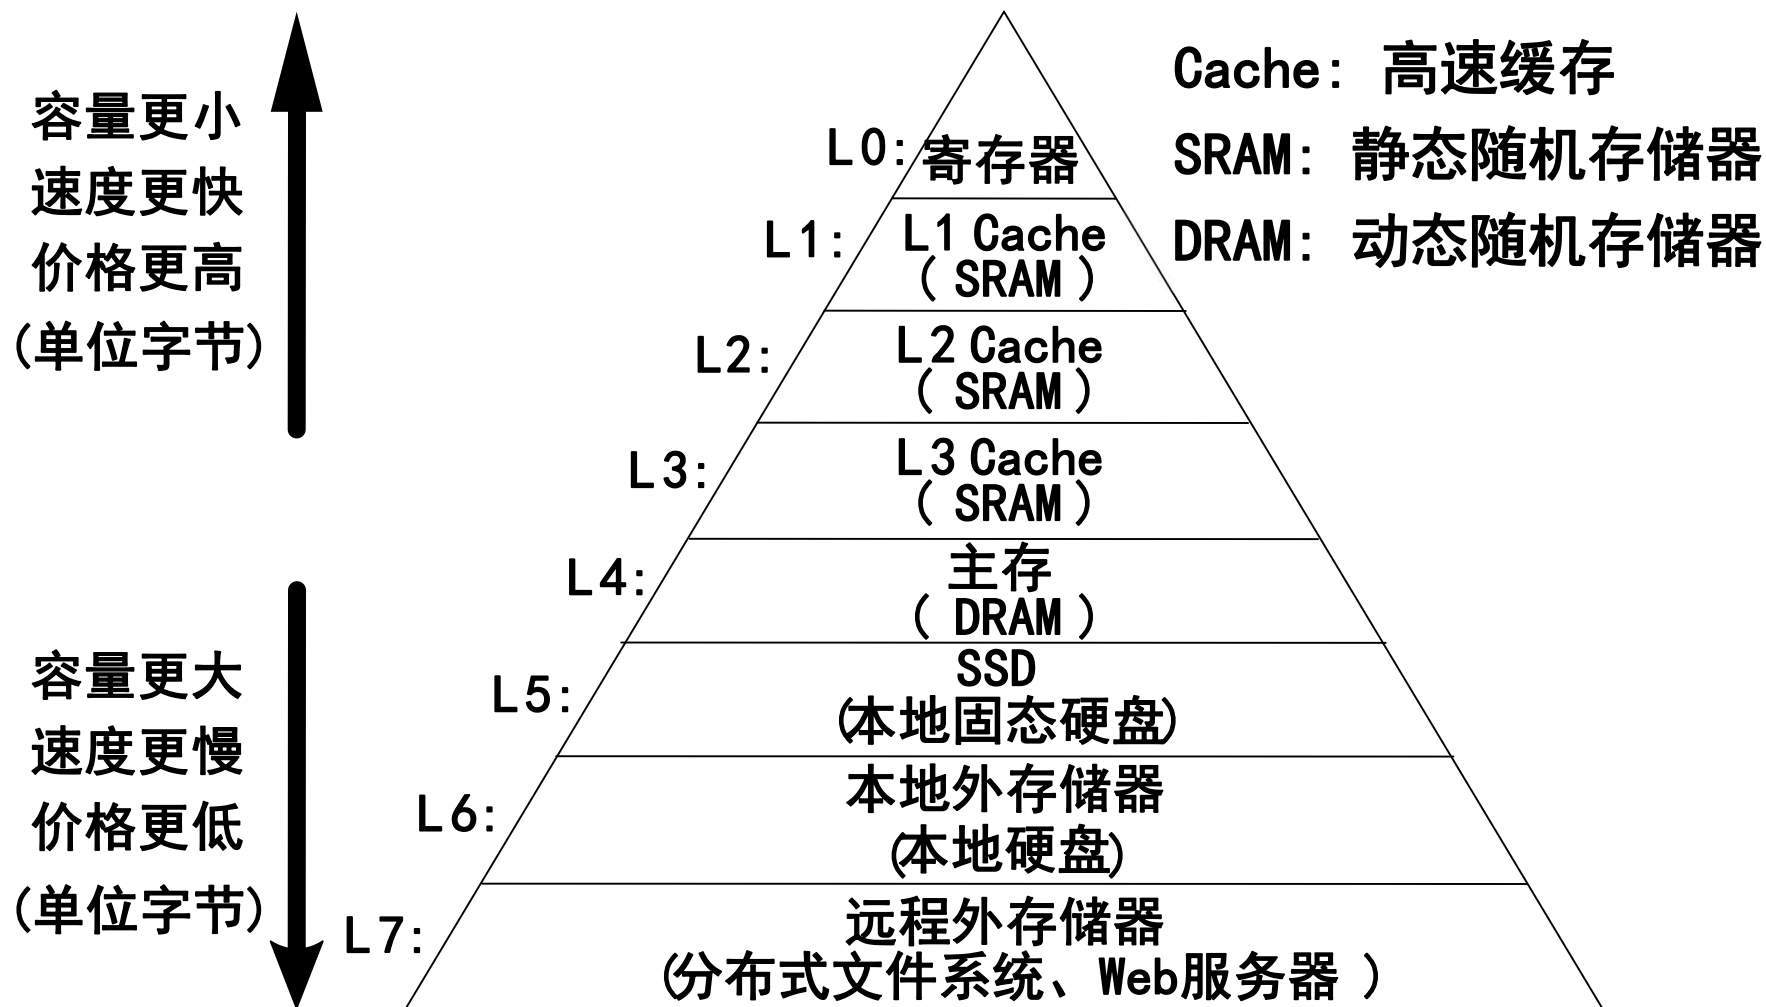 容量更小
速度更快
价格更高
(单位字节)
容量更大
速度更慢
价格更低
(单位字节)
L0: 寄存器
L1: L1 Cache
( SRAM )
L2: L2 Cache
( SRAM )
L3: L3 Cache
( SRAM )
L4: 主存
( DRAM )
L5: SSD
(本地固态硬盘)
L6: 本地外存储器
(本地硬盘)
L7: 远程外存储器
(分布式文件系统、Web服务器 )
Cache: 高速缓存
SRAM: 静态随机存储器
DRAM: 动态随机存储器